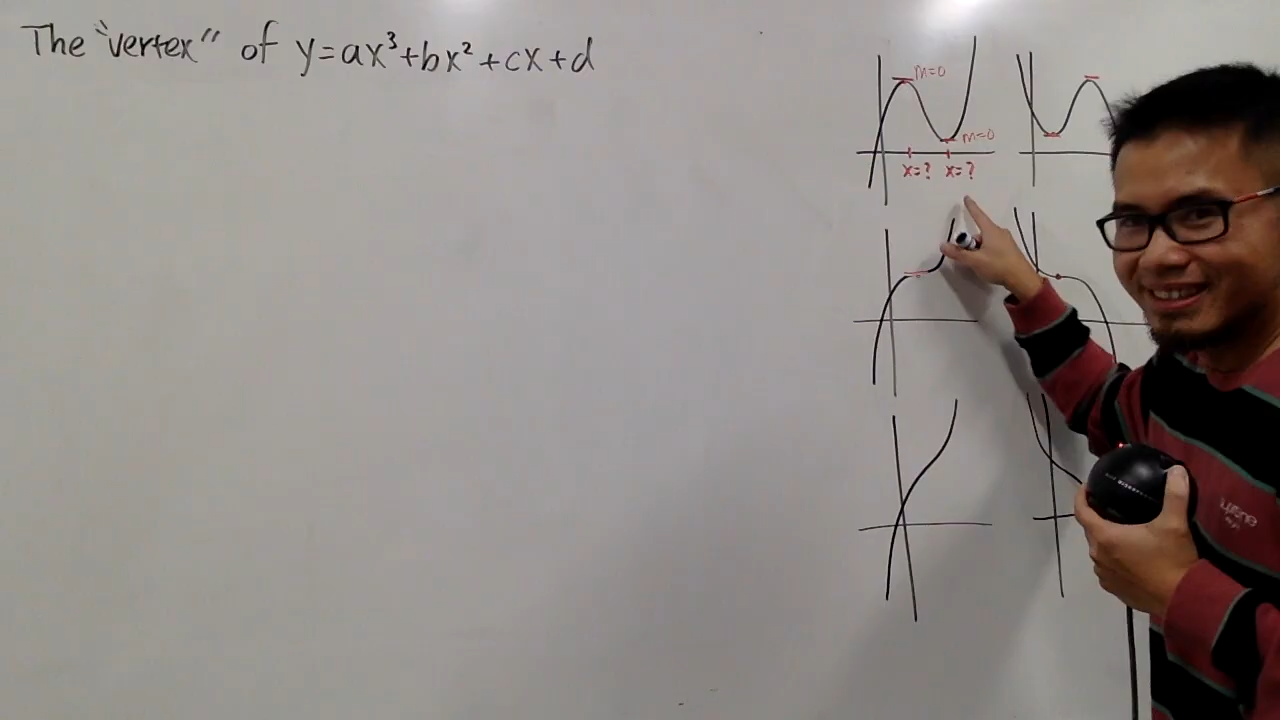 The "vertex" of y=ax³+bx²+cx+d
m=0
m=0
x=? x=?